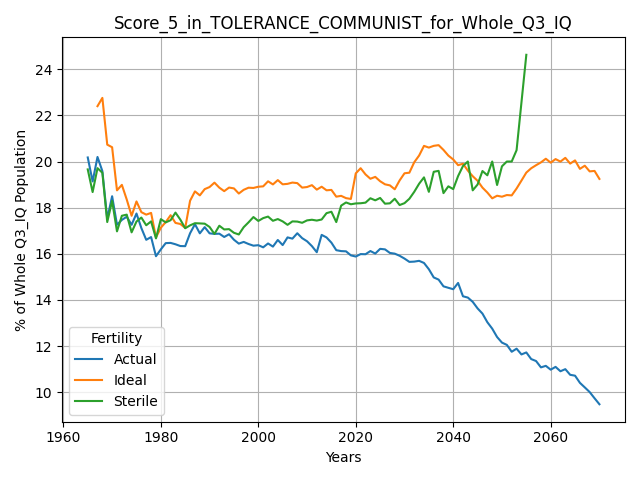 Score_5_in_TOLERANCE_COMMUNIST_for_Whole_Q3_IQ
% of Whole Q3_IQ Population
24
22
20
18
16
14
12
10
Fertility
Actual
Ideal
Sterile
1960 1980 2000 2020 2040 2060
Years